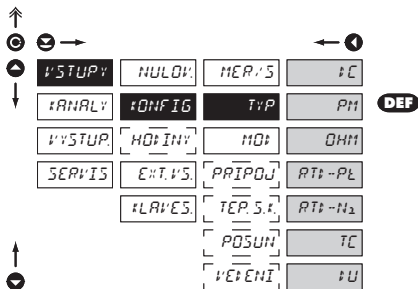 VSTUPY NULOV. MER/S DC
KANALY KONFIG TYP PM DEF
VYSTUP. HODINY MOD OHM
SERVIS EXT. VS. PRIPOJ RTD-Pt
KLAVES. TEP. S.K. RTD-Ni
POSUN TC
VEDENI DU